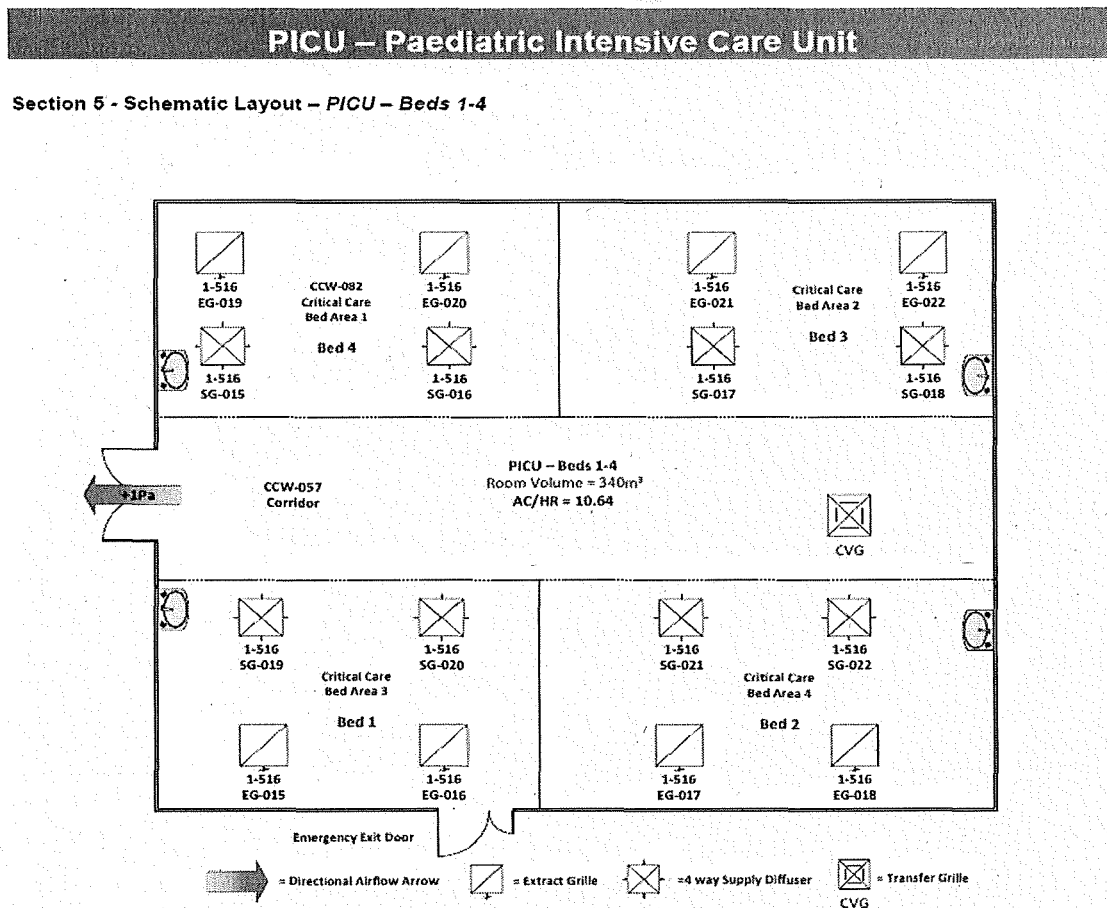 PICU – Paediatric Intensive Care Unit
Section 5 - Schematic Layout – PICU – Beds 1-4
1-516
EG-019
CCW-082
Critical Care
Bed Area 1
Bed 4
1-516
EG-020
1-516
EG-021
Critical Care
Bed Area 2
Bed 3
1-516
EG-022
1-516
SG-015
1-516
SG-016
1-516
SG-017
1-516
SG-018
+1Pa
CCW-057
Corridor
PICU – Beds 1-4
Room Volume = 340m³
AC/HR = 10.64
CVG
1-516
SG-019
1-516
SG-020
1-516
SG-021
1-516
SG-022
Critical Care
Bed Area 3
Bed 1
Critical Care
Bed Area 4
Bed 2
1-516
EG-015
1-516
EG-016
1-516
EG-017
1-516
EG-018
Emergency Exit Door
= Directional Airflow Arrow
= Extract Grille
=4 way Supply Diffuser
= Transfer Grille
CVG